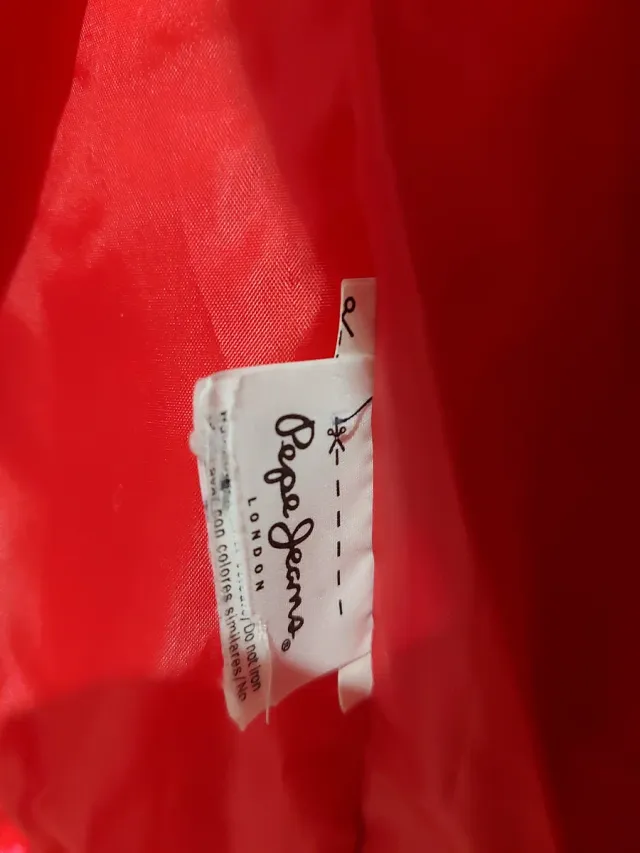 Pepe Jeans®
LONDON
/ Do not iron
con colores similares / No